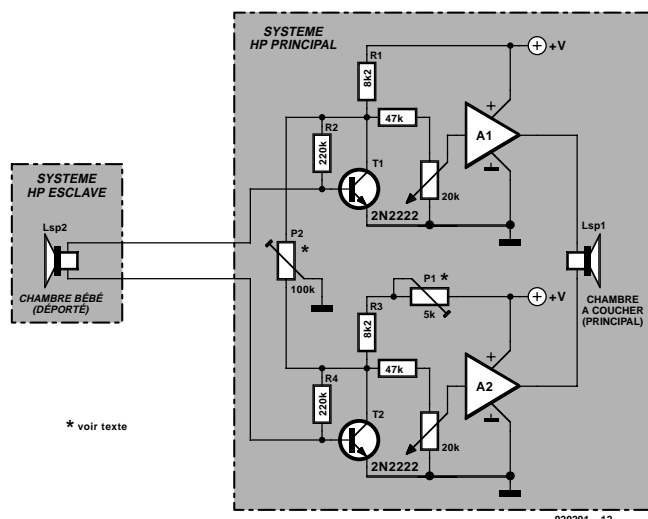 SYSTEME
HP PRINCIPAL
R1
8k2
+V
47k
A1
R2
220k
T1
20k
2N2222
SYSTEME
HP ESCLAVE
Lsp2
CHAMBRE BÉBÉ
(DÉPORTÉ)
P2
*
100k
Lsp1
CHAMBRE
A COUCHER
(PRINCIPAL)
P1 *
5k
+V
R3
8k2
47k
A2
R4
220k
T2
20k
2N2222
* voir texte